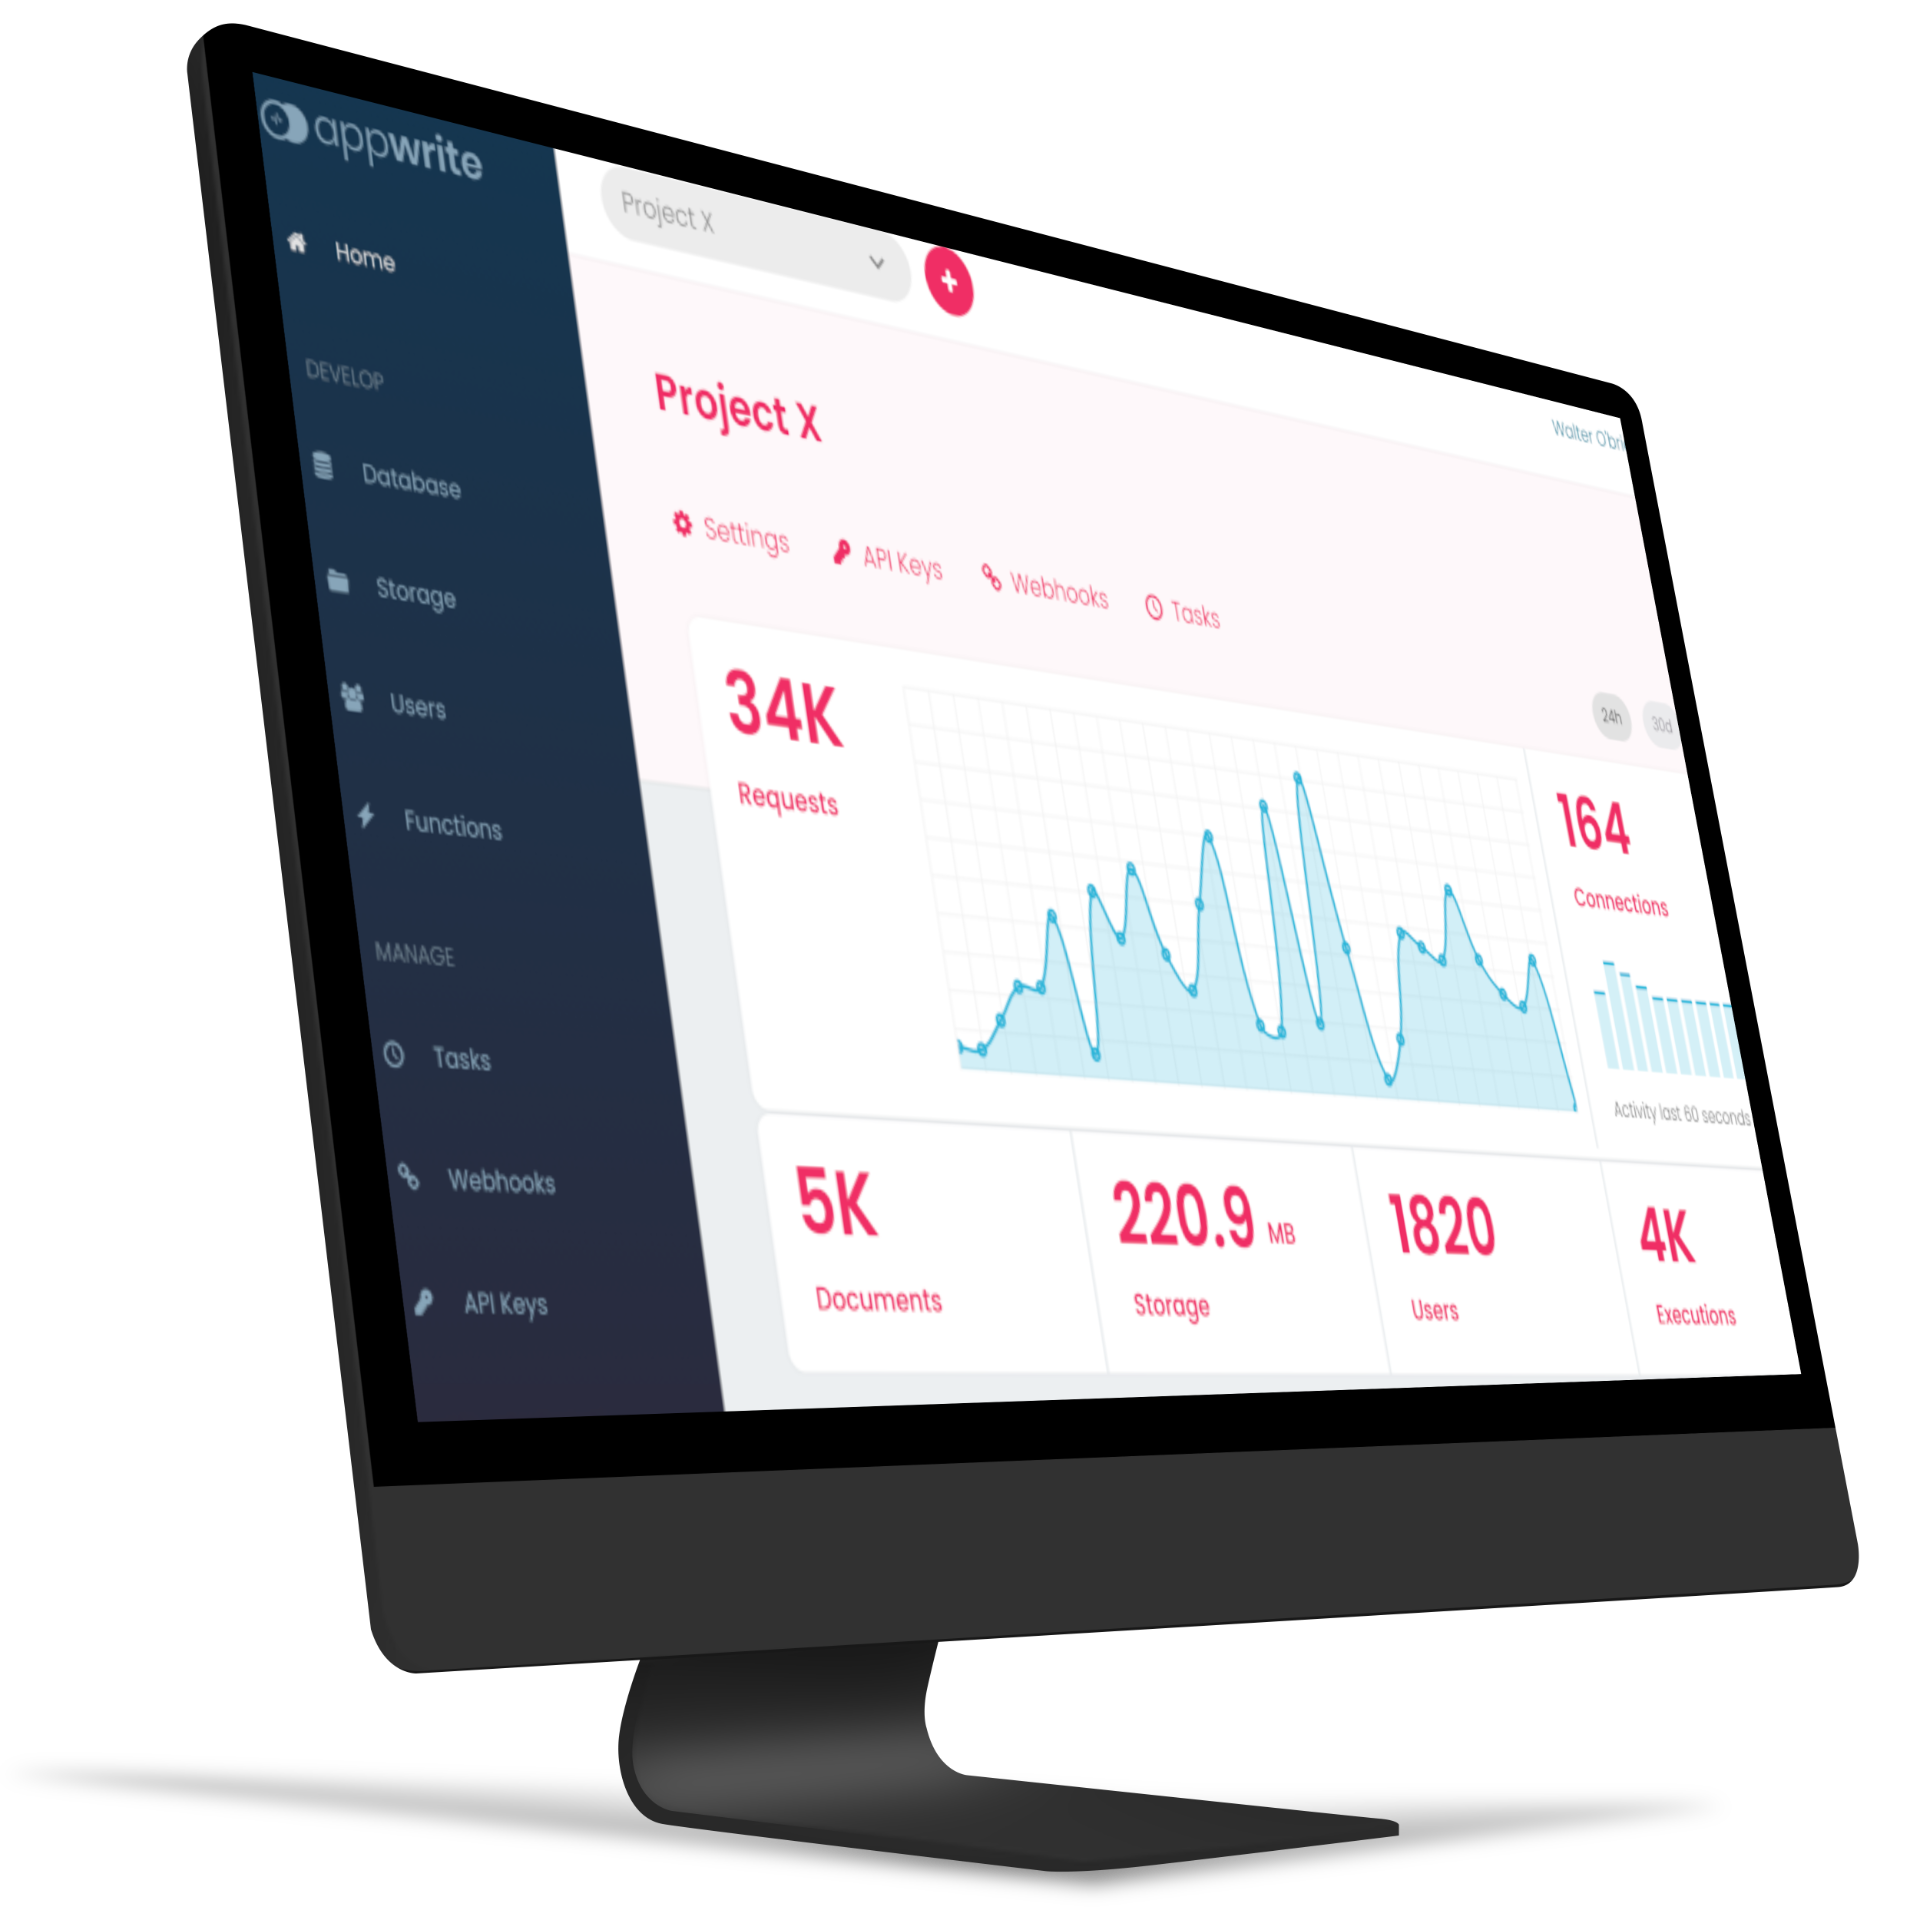 appwrite
Home
DEVELOP
Database
Storage
Users
Functions
MANAGE
Tasks
Webhooks
API Keys
Project X
Walter O'bri
Project X
Settings
API Keys
Webhooks
Tasks
24h
30d
34K
Requests
164
Connections
Activity last 60 seconds
5K
Documents
220.9 MB
Storage
1820
Users
4K
Executions